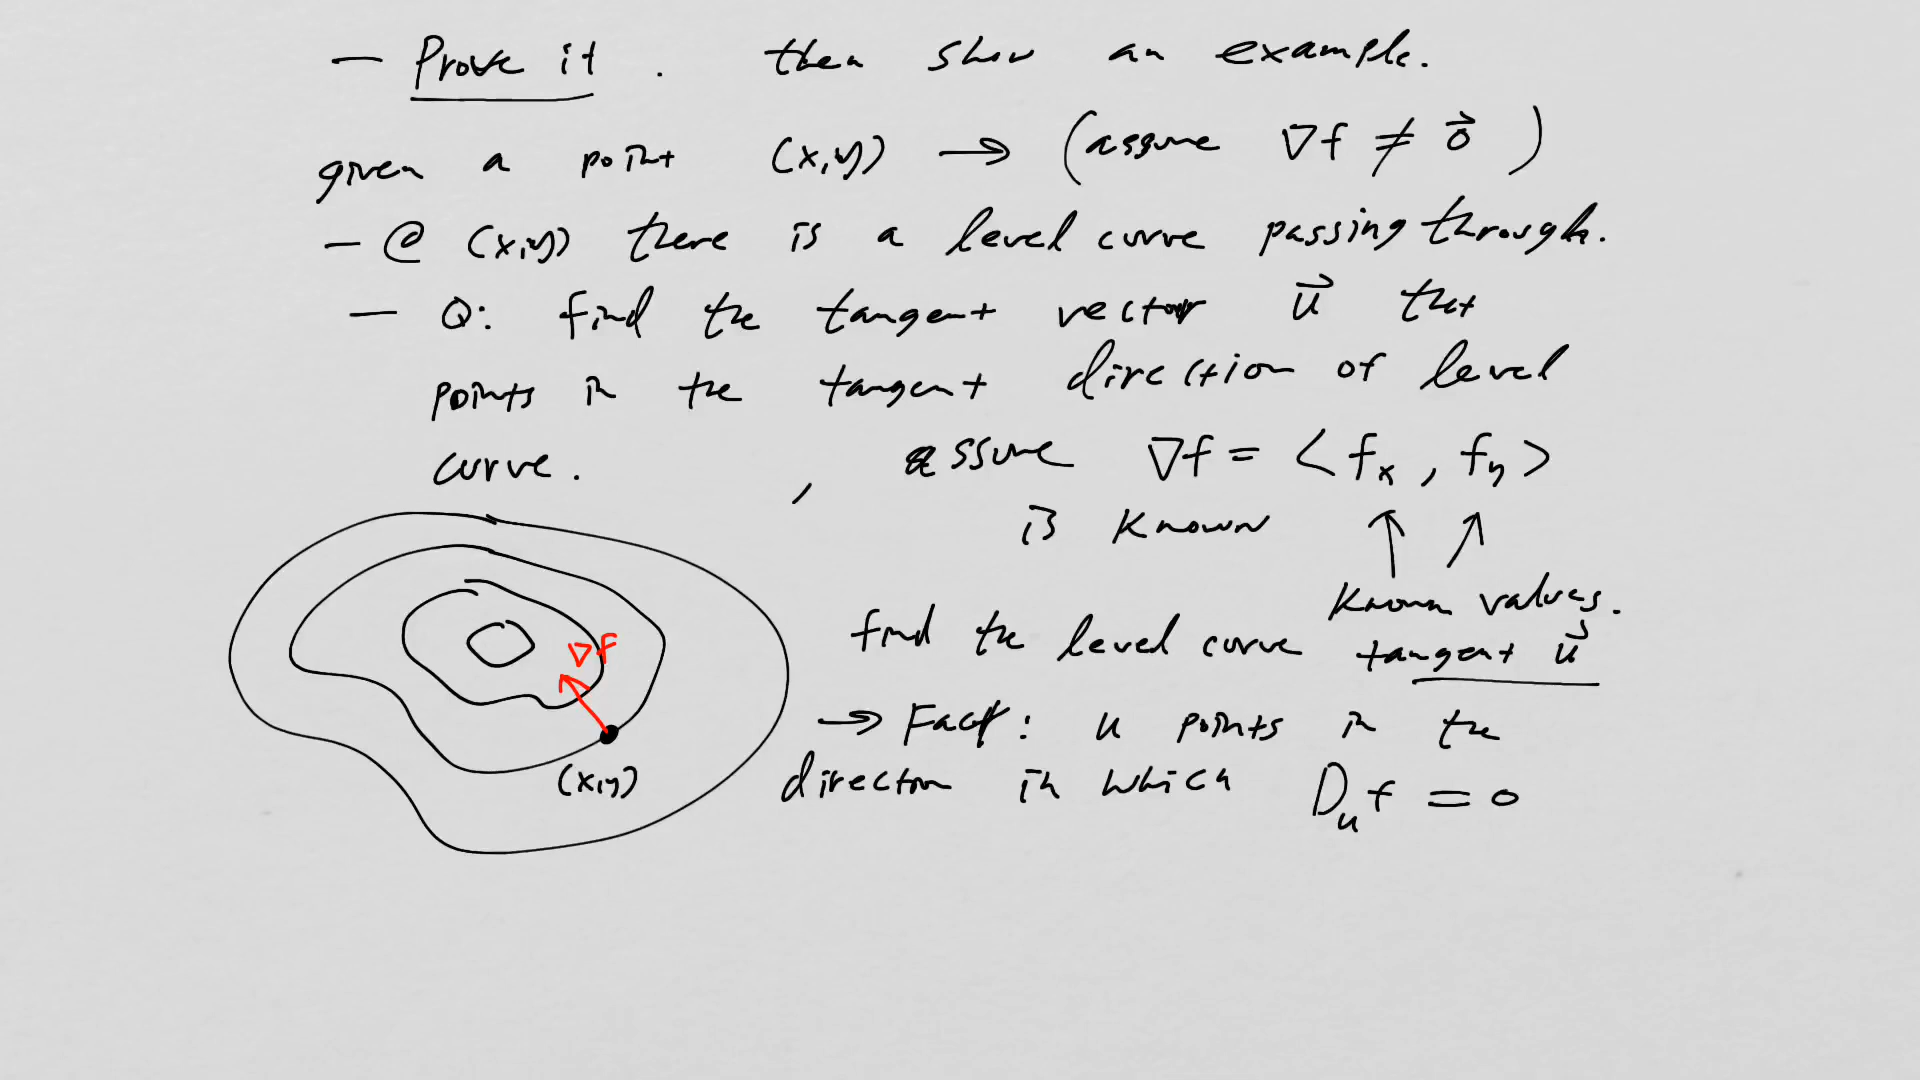 — Prove it . then show an example.
given a point (x,y) → (assume ∇f ≠ 0⃗ )
— @ (x,y) there is a level curve passing through.
— Q: find the tangent vector u⃗ that
points in the tangent direction of level
curve. , assume ∇f = < fx , fy >
is known
known values.
find the level curve tangent u⃗
∇f
→ Fact : u points in the
direction in which Duf = 0
(x,y)